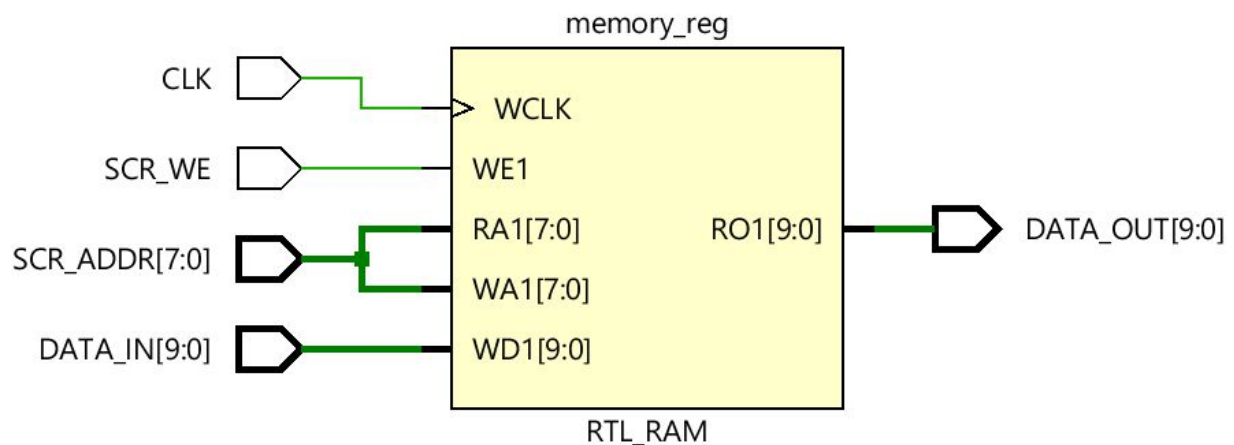 memory_reg
CLK
WCLK
SCR_WE
WE1
SCR_ADDR[7:0]
RA1[7:0]
RO1[9:0]
DATA_OUT[9:0]
WA1[7:0]
DATA_IN[9:0]
WD1[9:0]
RTL_RAM